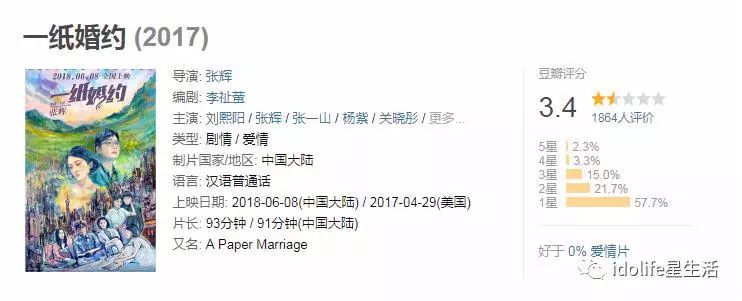 一纸婚约 (2017)
2018.06.08 全国上映
一纸婚约
张辉
导演: 张辉
编剧: 李祉萤
主演: 刘熙阳 / 张辉 / 张一山 / 杨紫 / 关晓彤 / 更多...
类型: 剧情 / 爱情
制片国家/地区: 中国大陆
语言: 汉语普通话
上映日期: 2018-06-08(中国大陆) / 2017-04-29(美国)
片长: 93分钟 / 91分钟(中国大陆)
又名: A Paper Marriage
豆瓣评分
3.4
1864人评价
5星 2.3%
4星 3.3%
3星 15.0%
2星 21.7%
1星 57.7%
好于 0% 爱情片
idolife星生活